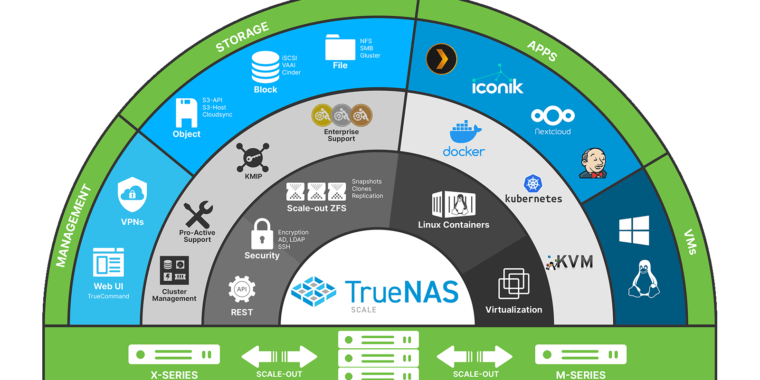 STORAGE
APPS
MANAGEMENT
VMs
NFS
SMB
Gluster
File
iSCSI
VAAI
Cinder
Block
S3-API
S3-Host
Cloudsync
Object
iconik
Nextcloud
VPNs
Web UI
TrueCommand
Enterprise
Support
KMIP
Pro-Active
Support
Cluster
Management
docker
kubernetes
KVM
Snapshots
Clones
Replication
Scale-out ZFS
Encryption
AD, LDAP
SSH
Security
API
REST
Linux Containers
Virtualization
TrueNAS
SCALE
X-SERIES
SCALE-OUT
SCALE-OUT
M-SERIES